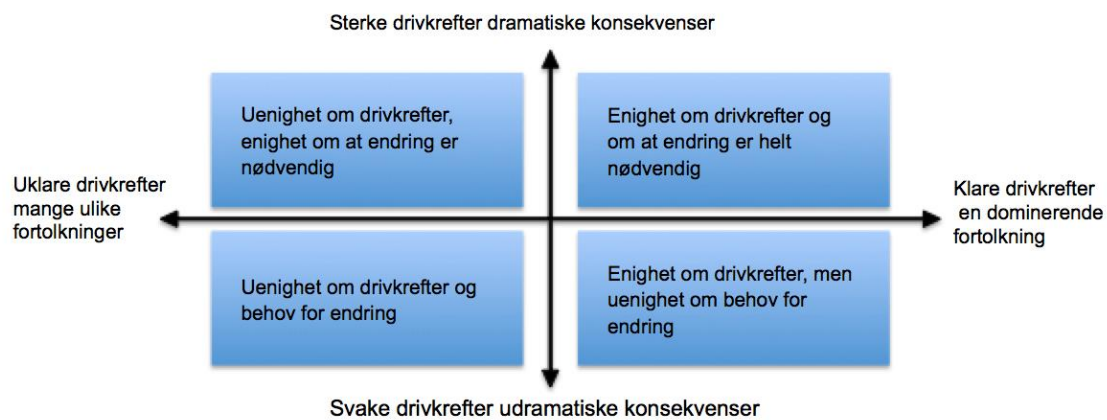 Sterke drivkrefter dramatiske konsekvenser
Uenighet om drivkrefter,
enighet om at endring er
nødvendig
Enighet om drivkrefter og
om at endring er helt
nødvendig
Uklare drivkrefter
mange ulike
fortolkninger
Klare drivkrefter
en dominerende
fortolkning
Uenighet om drivkrefter og
behov for endring
Enighet om drivkrefter, men
uenighet om behov for
endring
Svake drivkrefter udramatiske konsekvenser